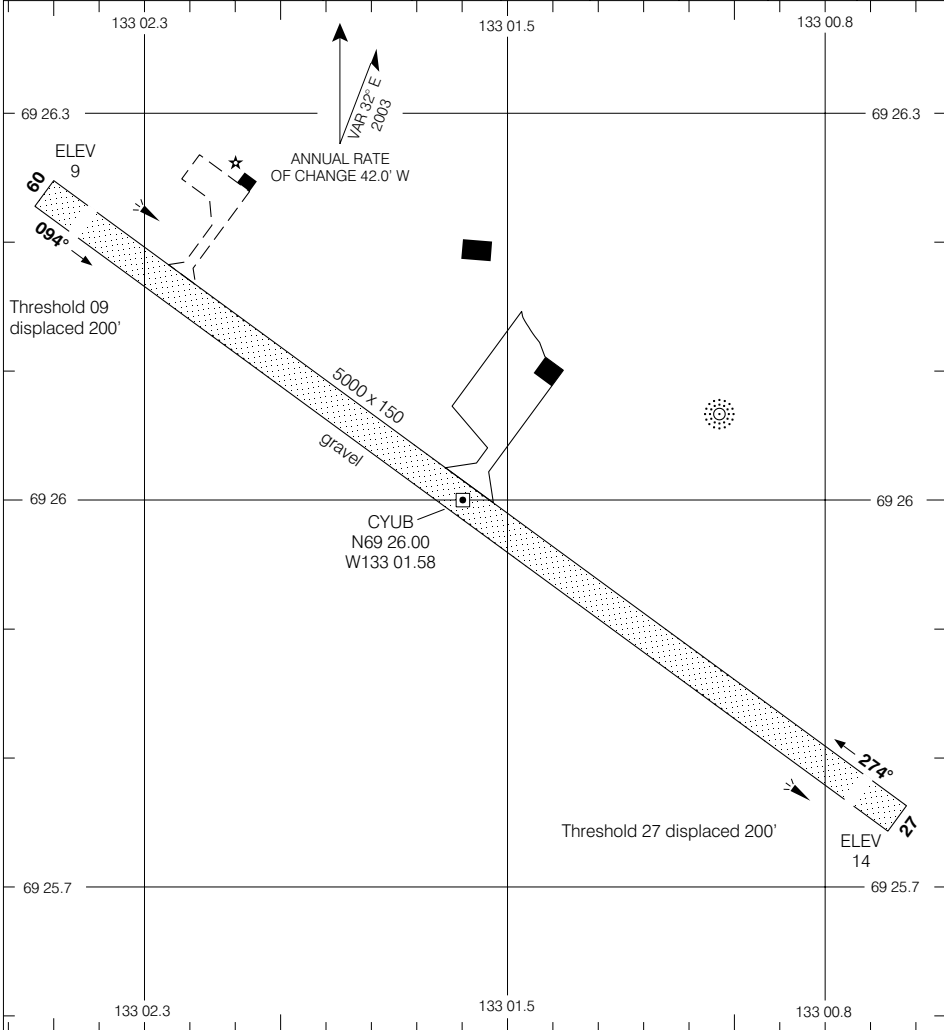 133 02.3
133 01.5
133 00.8
69 26.3
69 26.3
VAR 32° E
2003
ANNUAL RATE
OF CHANGE 42.0' W
ELEV
9
09
094°
Threshold 09
displaced 200'
5000 x 150
gravel
69 26
69 26
CYUB
N69 26.00
W133 01.58
274°
27
Threshold 27 displaced 200'
ELEV
14
69 25.7
69 25.7
133 02.3
133 01.5
133 00.8